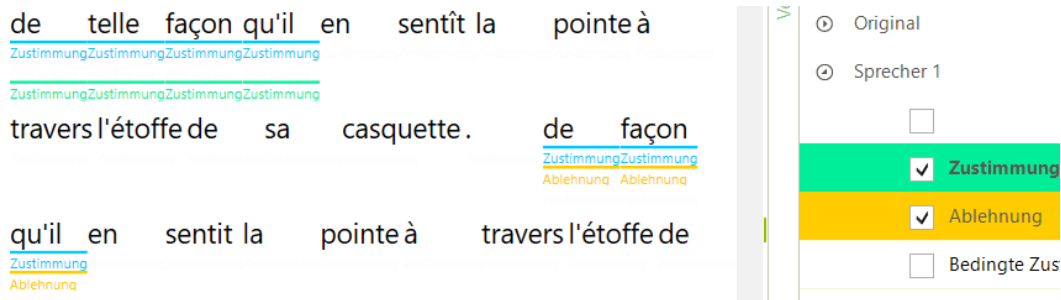 de telle façon qu'il en sentît la pointe à
ZustimmungZustimmungZustimmungZustimmung
ZustimmungZustimmungZustimmungZustimmung
travers l'étoffe de sa casquette. de façon
ZustimmungZustimmung
Ablehnung Ablehnung
qu'il en sentit la pointe à travers l'étoffe de
Zustimmung
Ablehnung
Original
Sprecher 1
Zustimmung
Ablehnung
Bedingte Zus